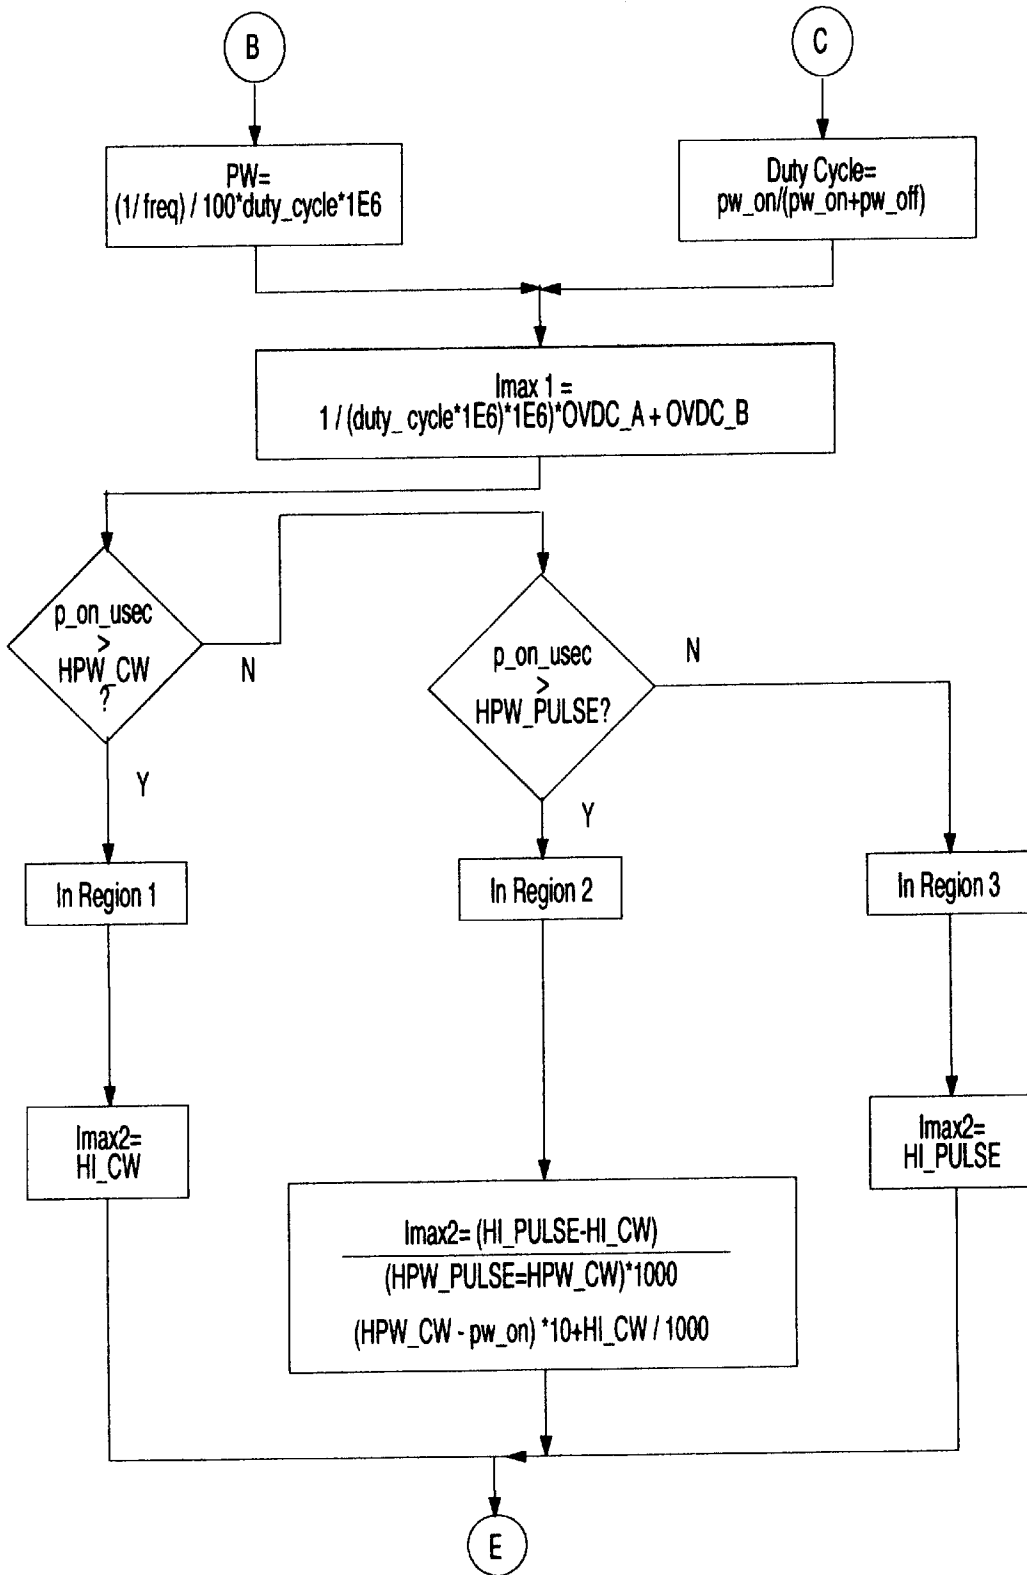 B
C
PW=
(1/ freq) / 100*duty_cycle*1E6
Duty Cycle=
pw_on/(pw_on+pw_off)
Imax 1 =
1 / (duty_ cycle*1E6)*1E6)*OVDC_A + OVDC_B
p_on_usec
>
HPW_CW
?
N
Y
p_on_usec
>
HPW_PULSE?
N
Y
In Region 1
In Region 2
In Region 3
Imax2=
HI_CW
Imax2= (HI_PULSE-HI_CW)
(HPW_PULSE=HPW_CW)*1000
(HPW_CW - pw_on) *10+HI_CW / 1000
Imax2=
HI_PULSE
E